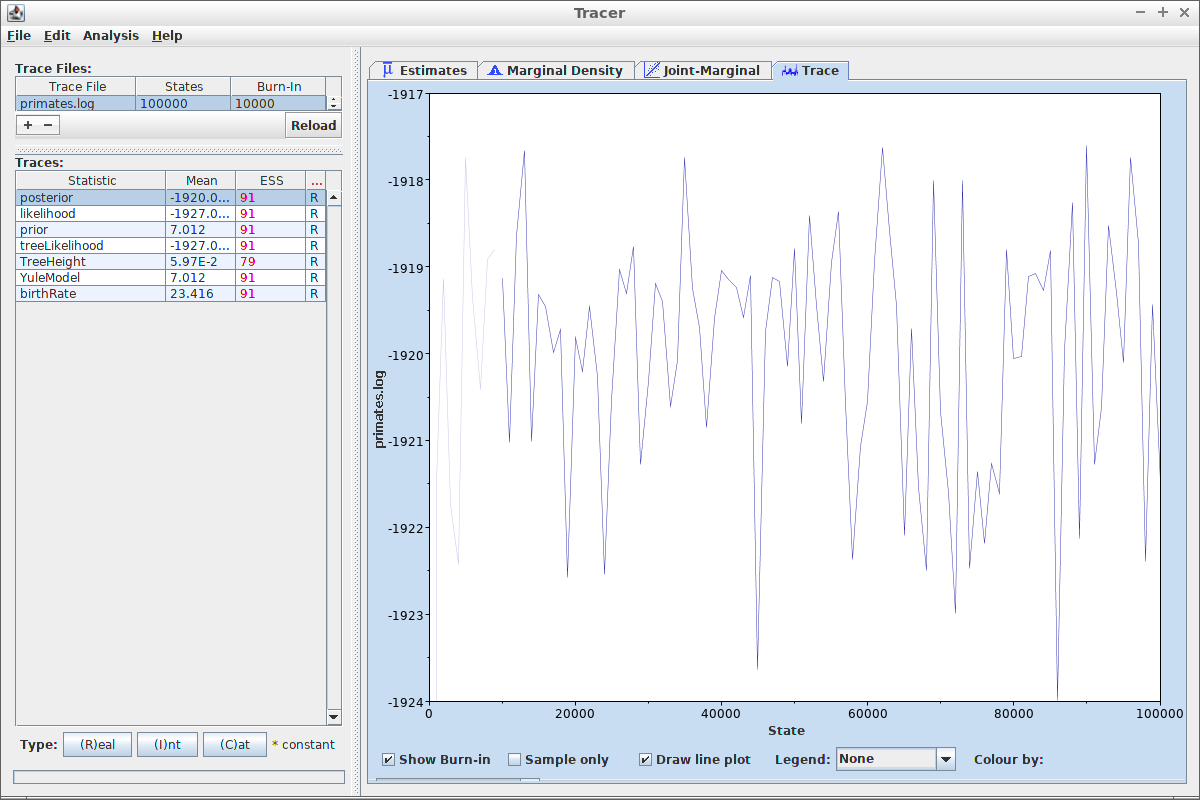 Tracer
File Edit Analysis Help
Trace Files:
Trace File States Burn-In
primates.log 100000 10000
+ −
Reload
Traces:
Statistic Mean ESS ...
posterior -1920.0... 91 R
likelihood -1927.0... 91 R
prior 7.012 91 R
treeLikelihood -1927.0... 91 R
TreeHeight 5.97E-2 79 R
YuleModel 7.012 91 R
birthRate 23.416 91 R
Type: (R)eal (I)nt (C)at * constant
Estimates Marginal Density Joint-Marginal Trace
-1917
-1918
-1919
-1920
-1921
-1922
-1923
-1924
primates.log
0 20000 40000 60000 80000 100000
State
Show Burn-in Sample only Draw line plot Legend: None Colour by: